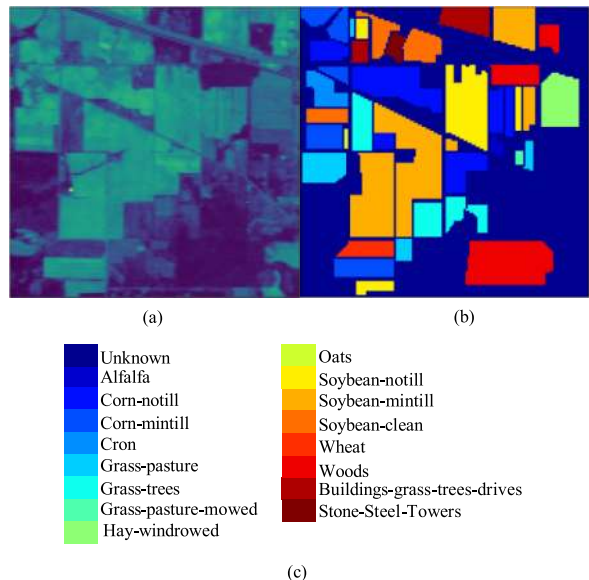 (a)
(b)
Unknown
Alfalfa
Corn-notill
Corn-mintill
Cron
Grass-pasture
Grass-trees
Grass-pasture-mowed
Hay-windrowed
Oats
Soybean-notill
Soybean-mintill
Soybean-clean
Wheat
Woods
Buildings-grass-trees-drives
Stone-Steel-Towers
(c)